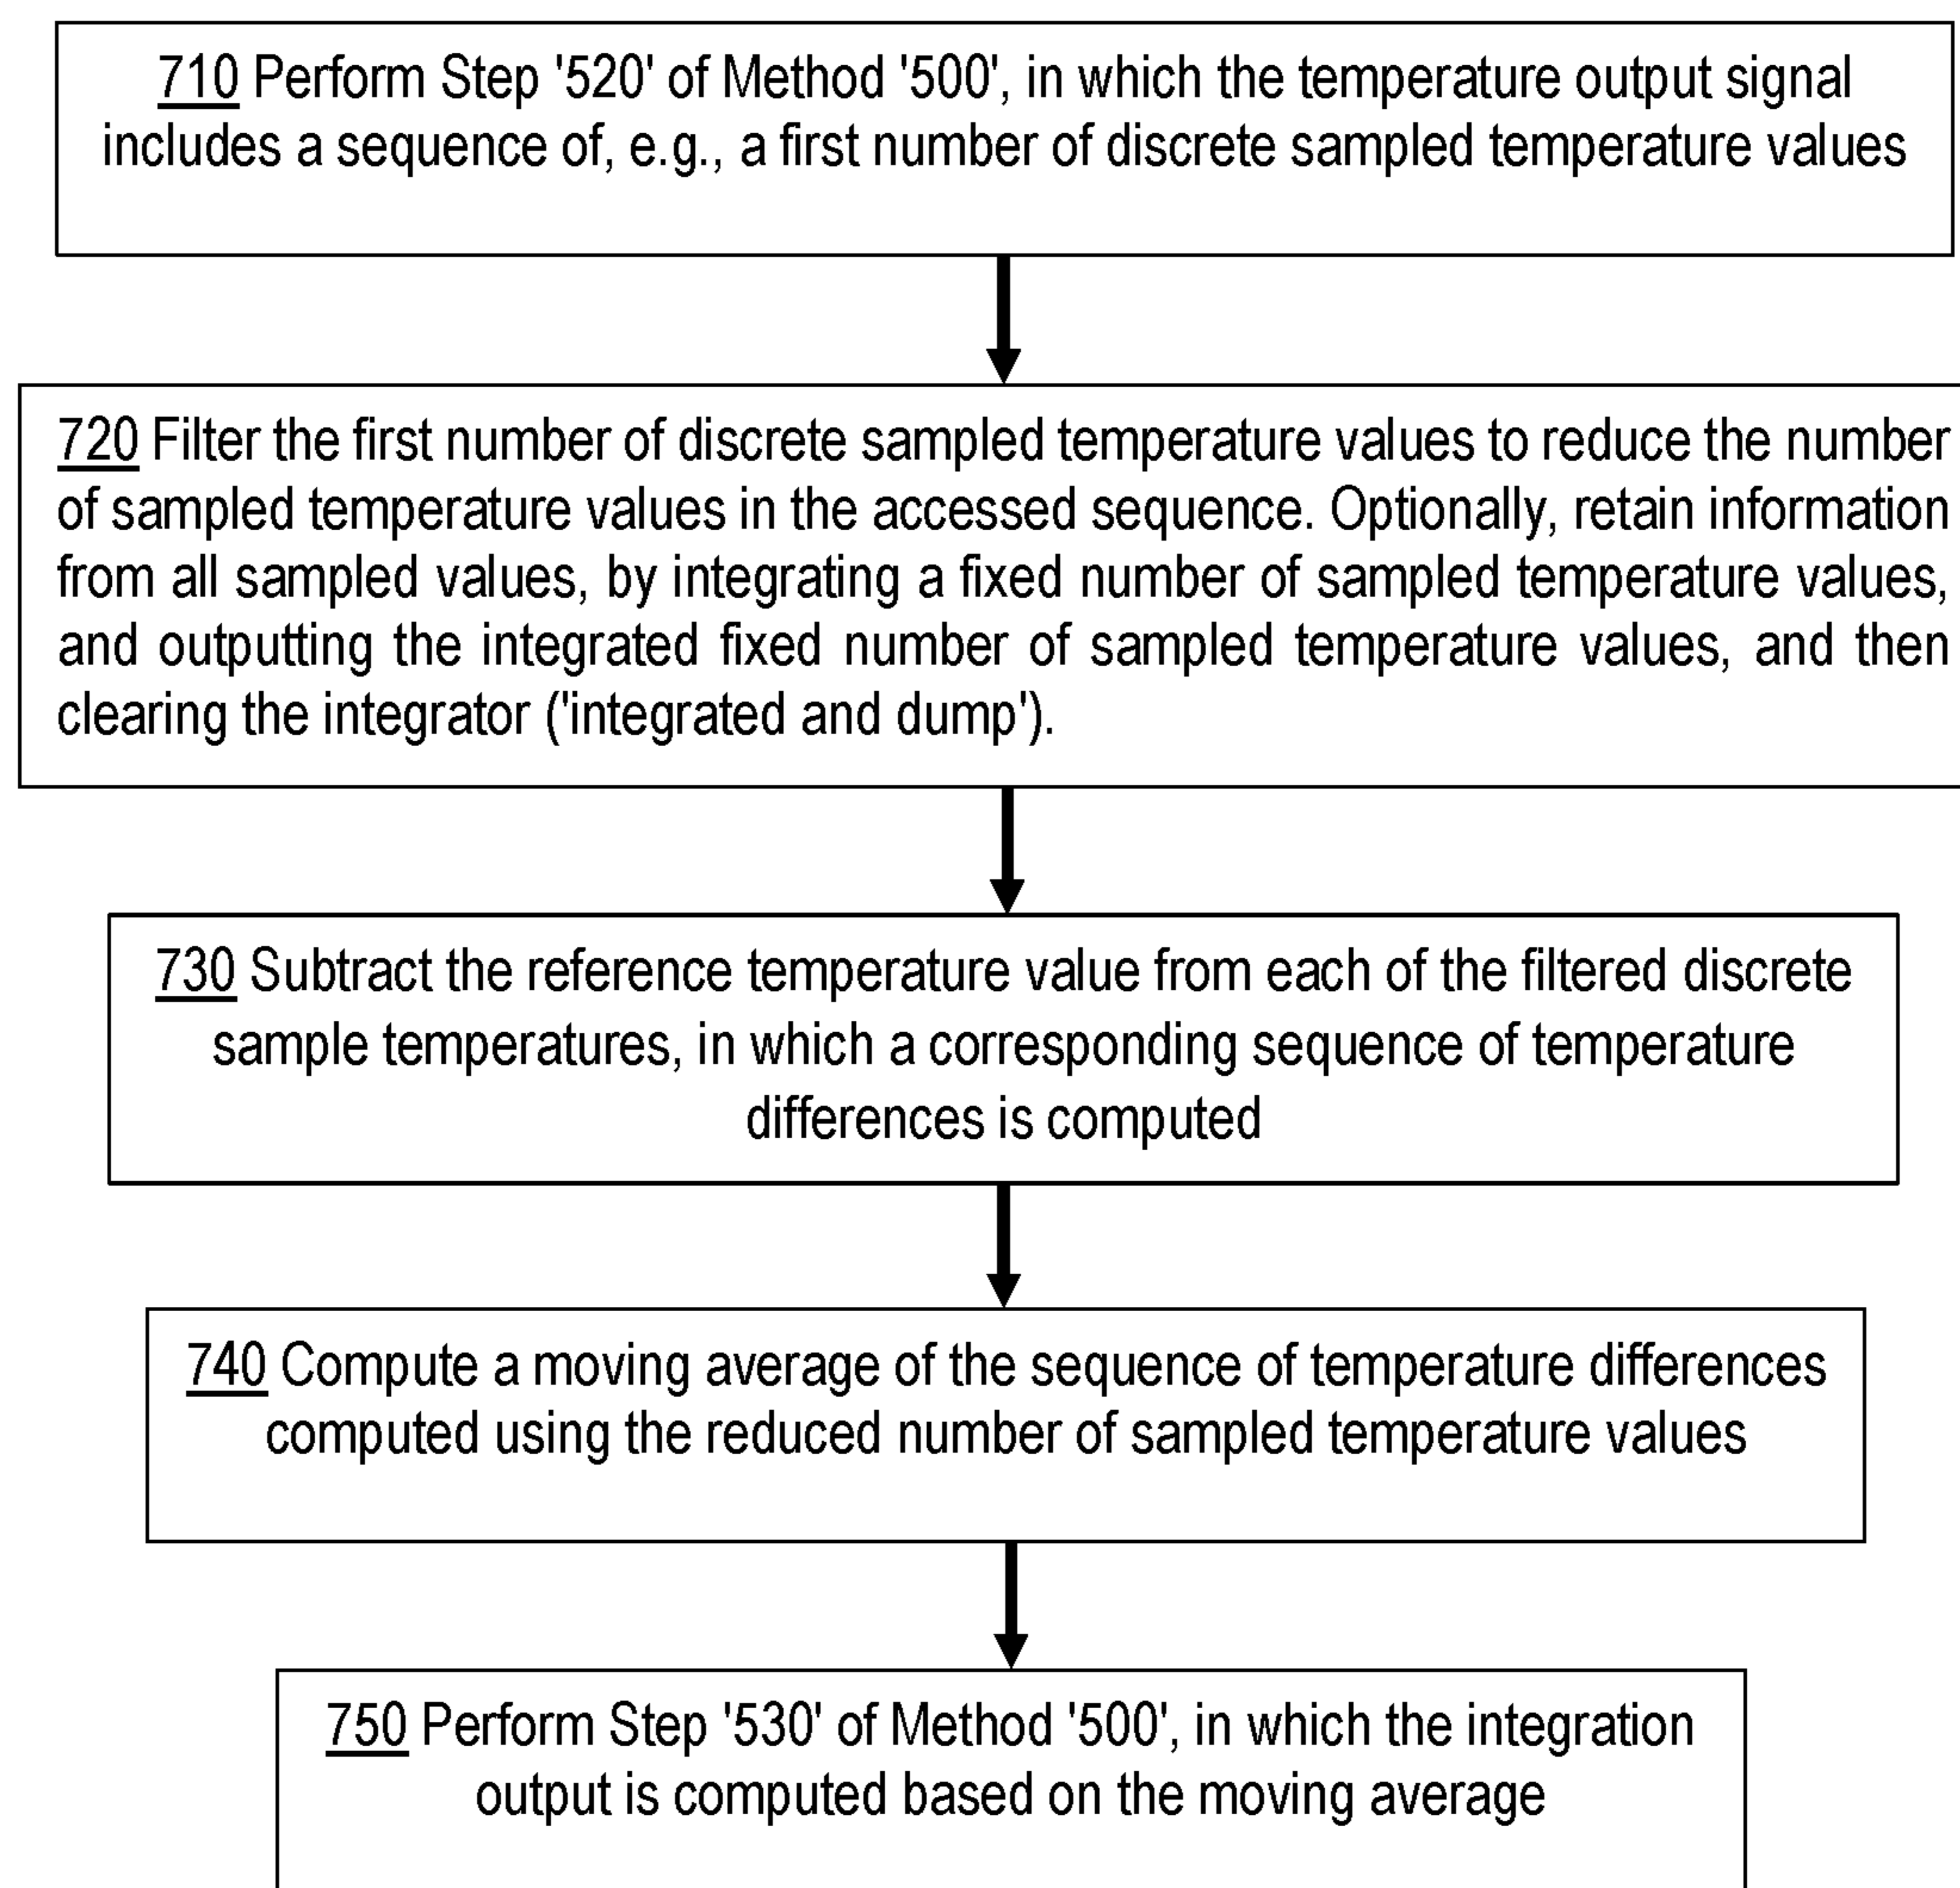 710 Perform Step '520' of Method '500', in which the temperature output signal
includes a sequence of, e.g., a first number of discrete sampled temperature values
720 Filter the first number of discrete sampled temperature values to reduce the number
of sampled temperature values in the accessed sequence. Optionally, retain information
from all sampled values, by integrating a fixed number of sampled temperature values,
and outputting the integrated fixed number of sampled temperature values, and then
clearing the integrator ('integrated and dump').
730 Subtract the reference temperature value from each of the filtered discrete
sample temperatures, in which a corresponding sequence of temperature
differences is computed
740 Compute a moving average of the sequence of temperature differences
computed using the reduced number of sampled temperature values
750 Perform Step '530' of Method '500', in which the integration
output is computed based on the moving average